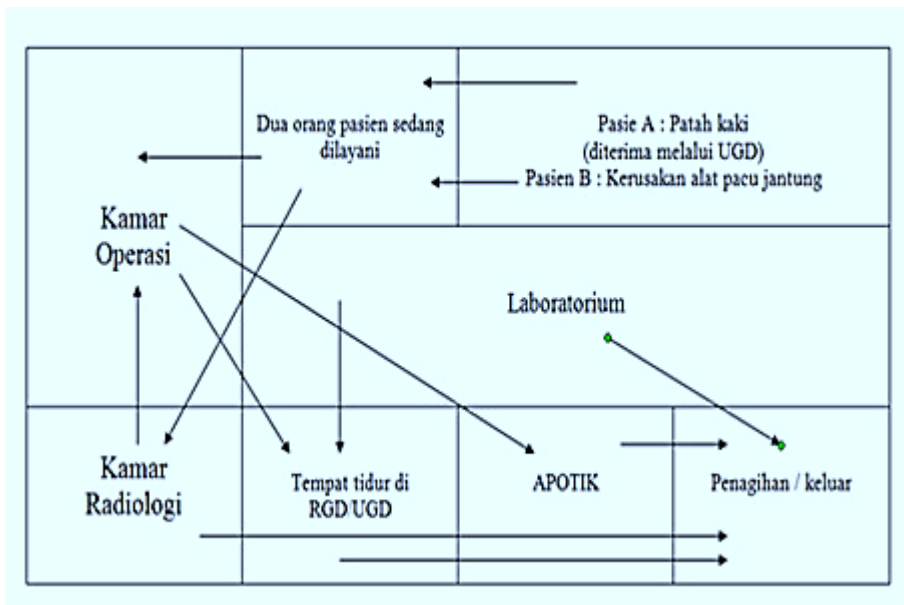 Dua orang pasien sedang
dilayani
Pasie A : Patah kaki
(diterima melalui UGD)
Pasien B : Kerusakan alat pacu jantung
Kamar
Operasi
Laboratorium
Kamar
Radiologi
Tempat tidur di
RGD/UGD
APOTIK
Penagihan / keluar